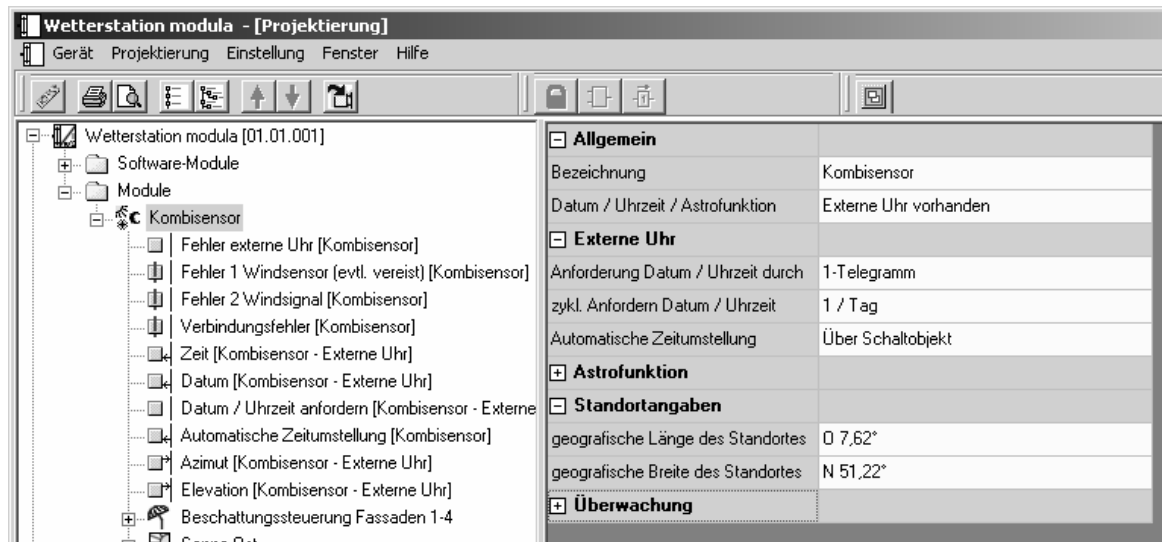 Wetterstation modula - [Projektierung]
Gerät Projektierung Einstellung Fenster Hilfe
Wetterstation modula [01.01.001]
Software-Module
Module
C Kombisensor
Fehler externe Uhr [Kombisensor]
Fehler 1 Windsensor (evtl. vereist) [Kombisensor]
Fehler 2 Windsignal [Kombisensor]
Verbindungsfehler [Kombisensor]
Zeit [Kombisensor - Externe Uhr]
Datum [Kombisensor - Externe Uhr]
Datum / Uhrzeit anfordern [Kombisensor - Externe
Automatische Zeitumstellung [Kombisensor]
Azimut [Kombisensor - Externe Uhr]
Elevation [Kombisensor - Externe Uhr]
Beschattungssteuerung Fassaden 1-4
Allgemein
Bezeichnung Kombisensor
Datum / Uhrzeit / Astrofunktion Externe Uhr vorhanden
Externe Uhr
Anforderung Datum / Uhrzeit durch 1-Telegramm
zykl. Anfordern Datum / Uhrzeit 1 / Tag
Automatische Zeitumstellung Über Schaltobjekt
Astrofunktion
Standortangaben
geografische Länge des Standortes O 7,62°
geografische Breite des Standortes N 51,22°
Überwachung